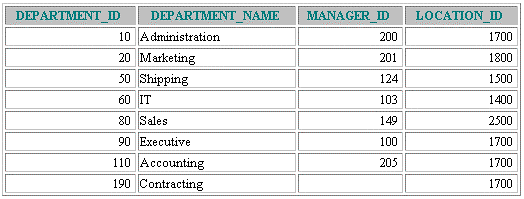 DEPARTMENT_ID DEPARTMENT_NAME MANAGER_ID LOCATION_ID
10 Administration 200 1700
20 Marketing 201 1800
50 Shipping 124 1500
60 IT 103 1400
80 Sales 149 2500
90 Executive 100 1700
110 Accounting 205 1700
190 Contracting 1700